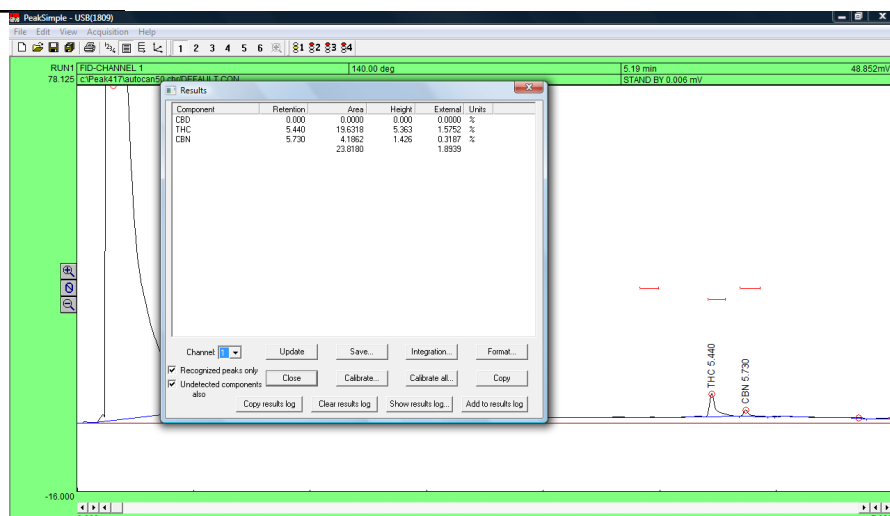 PeakSimple - USB(1809)
File Edit View Acquisition Help
1 2 3 4 5 6 81 82 83 84
RUN1 FID-CHANNEL 1 140.00 deg 5.19 min 48.852mV
78.125 c:\Peak417\autocan50.chr/DEFAULT.CON STAND BY 0.006 mV
Results
Component Retention Area Height External Units
CBD 0.000 0.0000 0.000 0.0000 %
THC 5.440 19.6318 5.363 1.5752 %
CBN 5.730 4.1862 1.426 0.3187 %
23.8180 1.8939
Channel: 1 Update Save... Integration... Format...
Recognized peaks only
Undetected components also
Close Calibrate... Calibrate all... Copy
Copy results log Clear results log Show results log... Add to results log
THC 5.440
CBN 5.730
-16.000